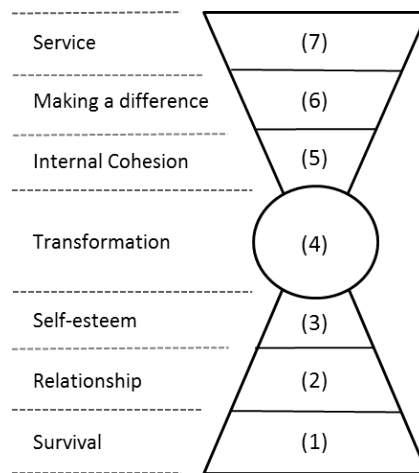 Service (7)
Making a difference (6)
Internal Cohesion (5)
Transformation (4)
Self-esteem (3)
Relationship (2)
Survival (1)